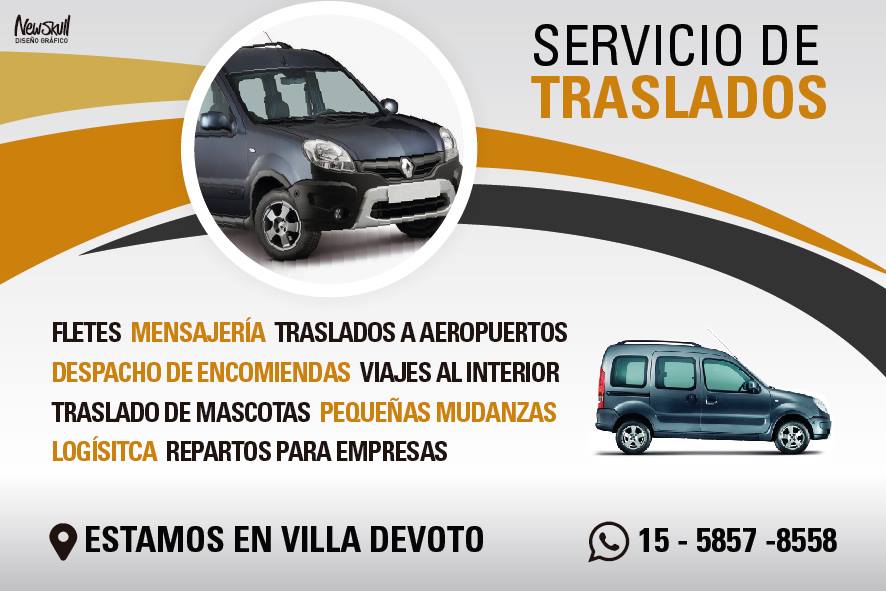 NewSkull
DISEÑO GRÁFICO
SERVICIO DE
TRASLADOS
FLETES MENSAJERÍA TRASLADOS A AEROPUERTOS
DESPACHO DE ENCOMIENDAS VIAJES AL INTERIOR
TRASLADO DE MASCOTAS PEQUEÑAS MUDANZAS
LOGÍSITCA REPARTOS PARA EMPRESAS
ESTAMOS EN VILLA DEVOTO
15 - 5857 -8558